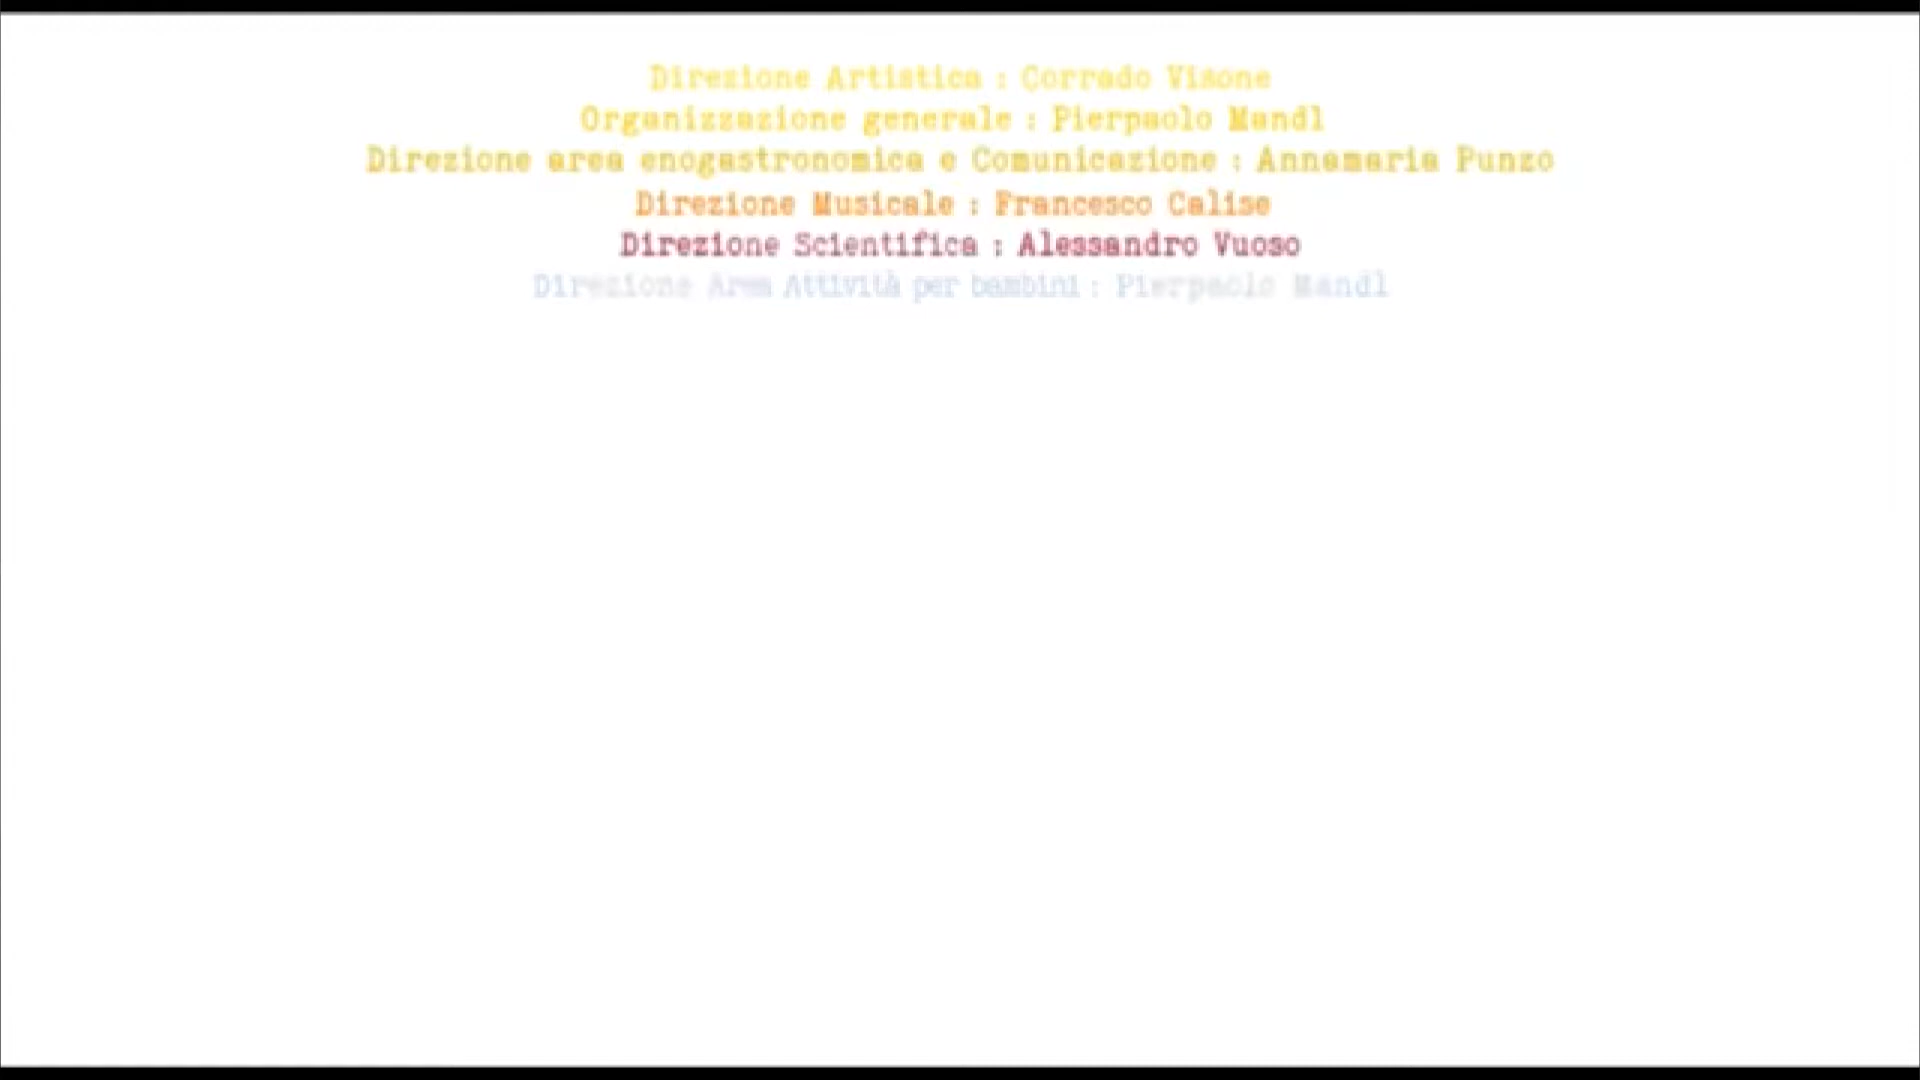 Direzione Artistica : Corrado Visone
Organizzazione generale : Pierpaolo Mandl
Direzione area enogastronomica e Comunicazione : Annamaria Punzo
Direzione Musicale : Francesco Calise
Direzione Scientifica : Alessandro Vuoso
Direzione Area Attività per bambini : Pierpaolo Mandl